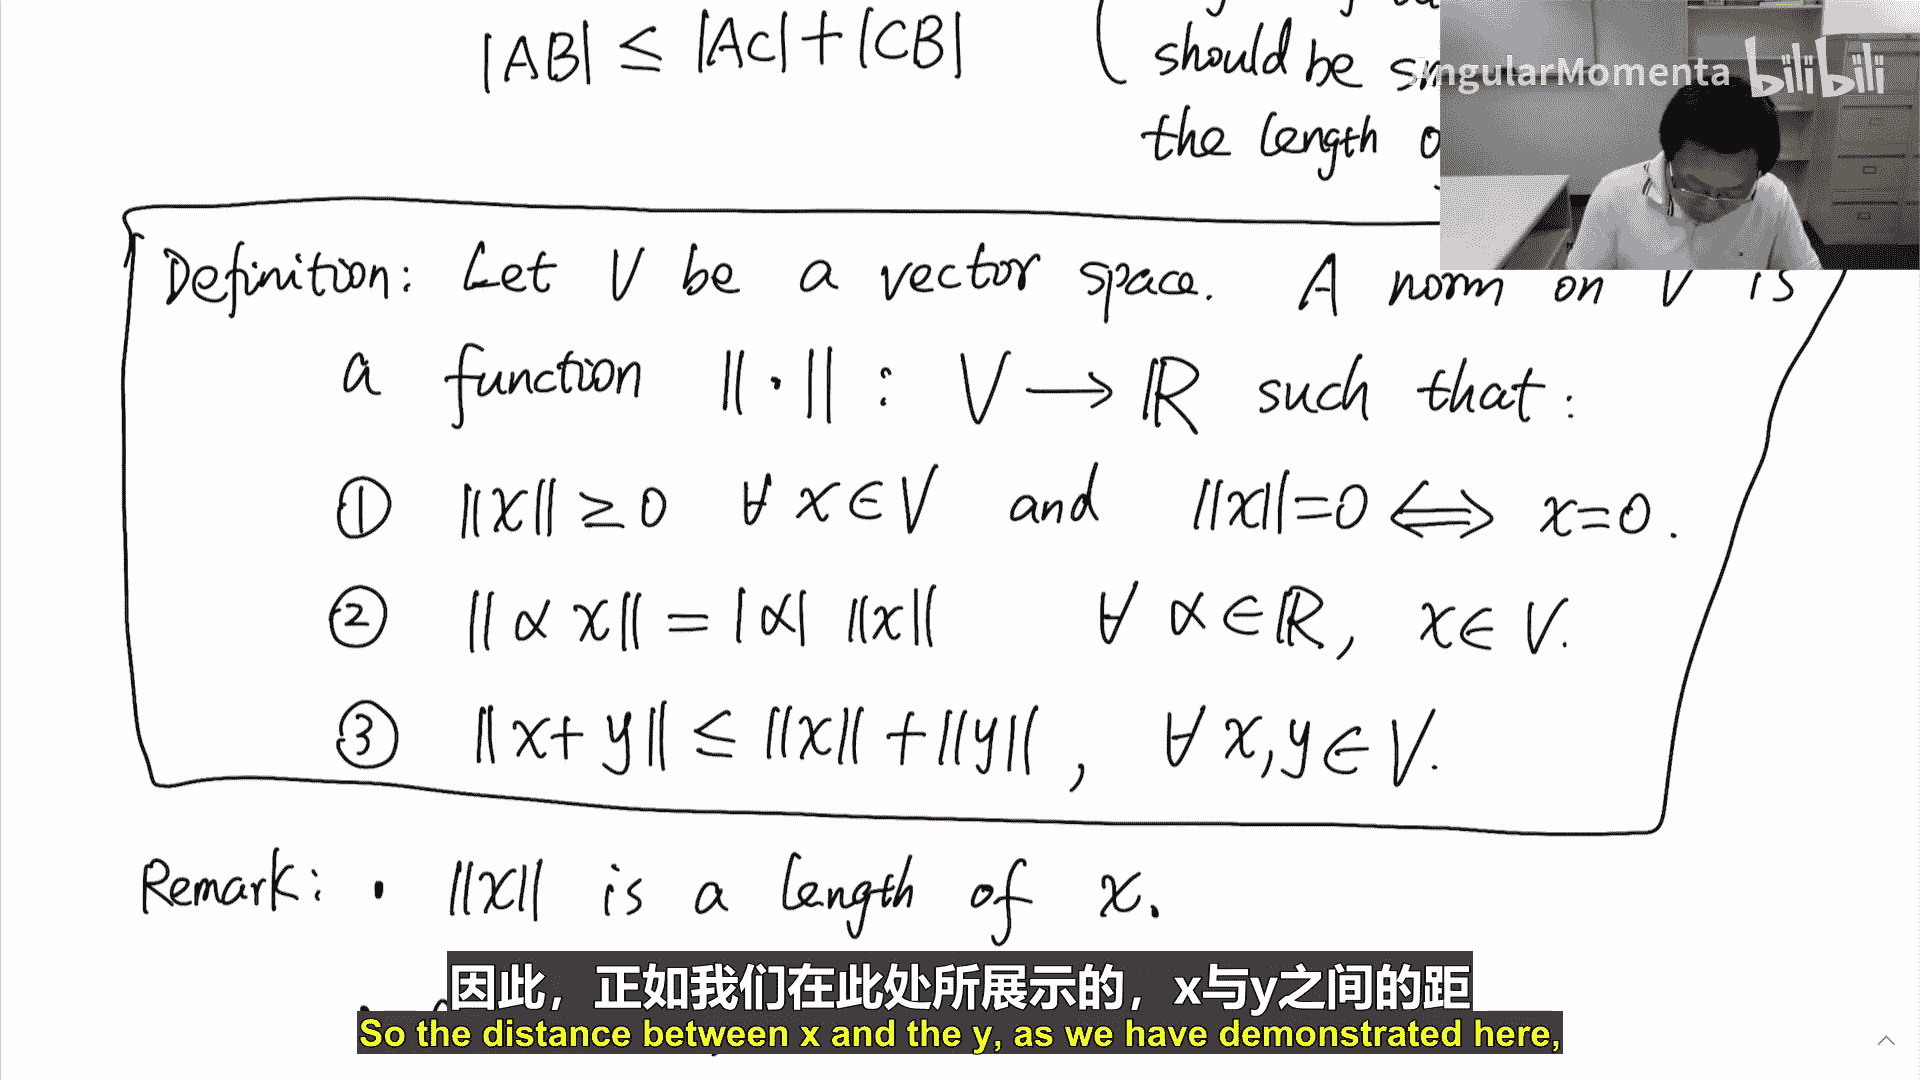 |AB| ≤ |AC| + |CB|
should be
the length
AngularMomenta bilibili
Definition: Let V be a vector space. A norm on V is
a function ||·|| : V → ℝ such that:
① ||x|| ≥ 0 ∀ x ∈ V and ||x|| = 0 ⟺ x = 0.
② ||αx|| = |α| ||x|| ∀ α ∈ ℝ, x ∈ V.
③ ||x+y|| ≤ ||x|| + ||y||, ∀ x, y ∈ V.
Remark: • ||x|| is a length of x.
因此，正如我们在此处所展示的，x与y之间的距
So the distance between x and the y, as we have demonstrated here,